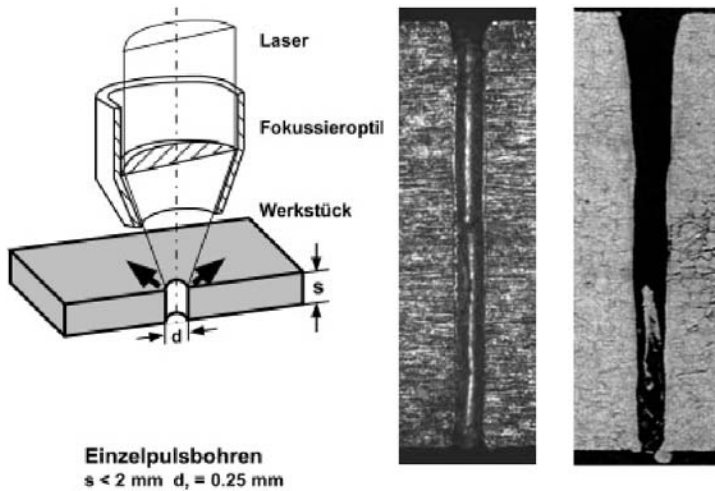 Laser
Fokussieroptil
Werkstück
s
d
Einzelpulsbohren
s < 2 mm d, = 0.25 mm